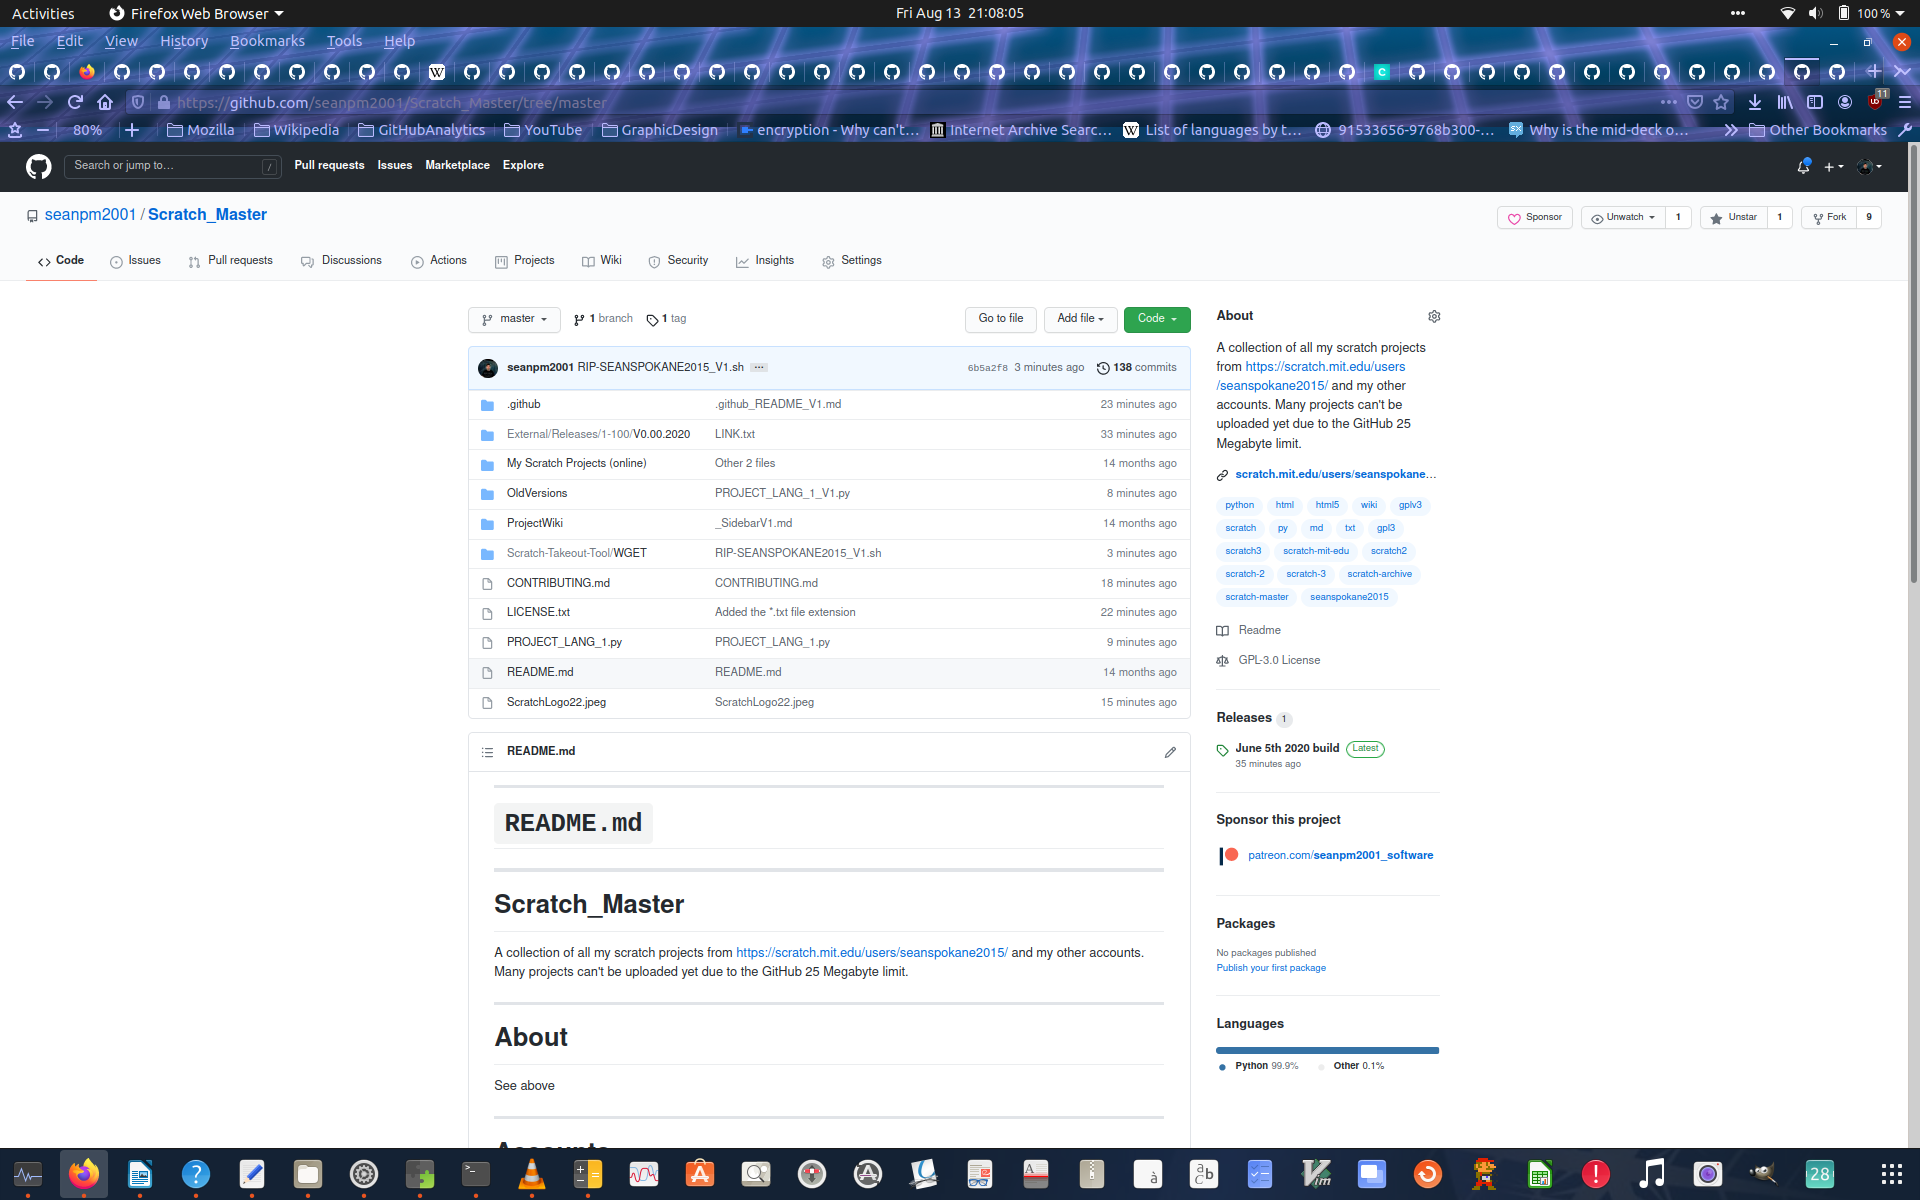 Activities
Firefox Web Browser
Fri Aug 13 21:08:05
100 %
File Edit View History Bookmarks Tools Help
https://github.com/seanpm2001/Scratch_Master/tree/master
11
80%
Mozilla
Wikipedia
GitHubAnalytics
YouTube
GraphicDesign
encryption - Why can't…
Internet Archive Searc…
List of languages by t…
91533656-9768b300-…
Why is the mid-deck o…
Other Bookmarks
Search or jump to…
/
Pull requests Issues Marketplace Explore
seanpm2001 / Scratch_Master
Sponsor
Unwatch 1
Unstar 1
Fork 9
Code Issues Pull requests Discussions Actions Projects Wiki Security Insights Settings
master
1 branch
1 tag
Go to file
Add file
Code
seanpm2001 RIP-SEANSPOKANE2015_V1.sh
6b5a2f8 3 minutes ago
138 commits
.github .github_README_V1.md 23 minutes ago
External/Releases/1-100/V0.00.2020 LINK.txt 33 minutes ago
My Scratch Projects (online) Other 2 files 14 months ago
OldVersions PROJECT_LANG_1_V1.py 8 minutes ago
ProjectWiki _SidebarV1.md 14 months ago
Scratch-Takeout-Tool/WGET RIP-SEANSPOKANE2015_V1.sh 3 minutes ago
CONTRIBUTING.md CONTRIBUTING.md 18 minutes ago
LICENSE.txt Added the *.txt file extension 22 minutes ago
PROJECT_LANG_1.py PROJECT_LANG_1.py 9 minutes ago
README.md README.md 14 months ago
ScratchLogo22.jpeg ScratchLogo22.jpeg 15 minutes ago
README.md
README.md
Scratch_Master
A collection of all my scratch projects from https://scratch.mit.edu/users/seanspokane2015/ and my other accounts.
Many projects can't be uploaded yet due to the GitHub 25 Megabyte limit.
About
See above
Accounts
About
A collection of all my scratch projects
from https://scratch.mit.edu/users
/seanspokane2015/ and my other
accounts. Many projects can't be
uploaded yet due to the GitHub 25
Megabyte limit.
scratch.mit.edu/users/seanspokane…
python html html5 wiki gplv3
scratch py md txt gpl3
scratch3 scratch-mit-edu scratch2
scratch-2 scratch-3 scratch-archive
scratch-master seanspokane2015
Readme
GPL-3.0 License
Releases 1
June 5th 2020 build Latest
35 minutes ago
Sponsor this project
patreon.com/seanpm2001_software
Packages
No packages published
Publish your first package
Languages
Python 99.9% Other 0.1%
28